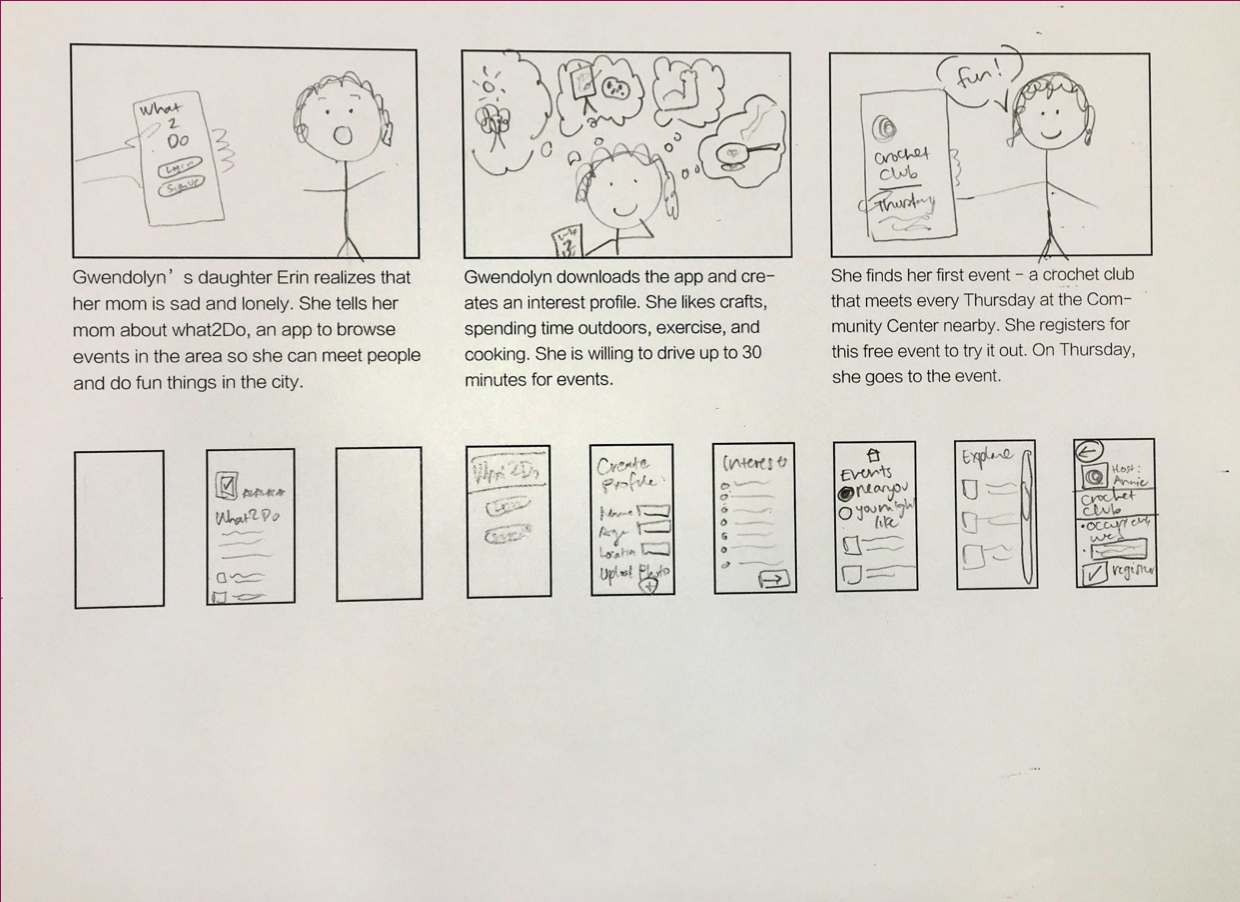 What
2
Do
Login
Sign Up
fun!
crochet
club
Thursday
Gwendolyn's daughter Erin realizes that
her mom is sad and lonely. She tells her
mom about what2Do, an app to browse
events in the area so she can meet people
and do fun things in the city.
Gwendolyn downloads the app and cre-
ates an interest profile. She likes crafts,
spending time outdoors, exercise, and
cooking. She is willing to drive up to 30
minutes for events.
She finds her first event - a crochet club
that meets every Thursday at the Com-
munity Center nearby. She registers for
this free event to try it out. On Thursday,
she goes to the event.
What2Do
What2Do
Create
Profile:
Name
Age
Location
Upload Photo
Interests
Events
near you
you might
like
Explore
Host:
Annie
crochet
club
register